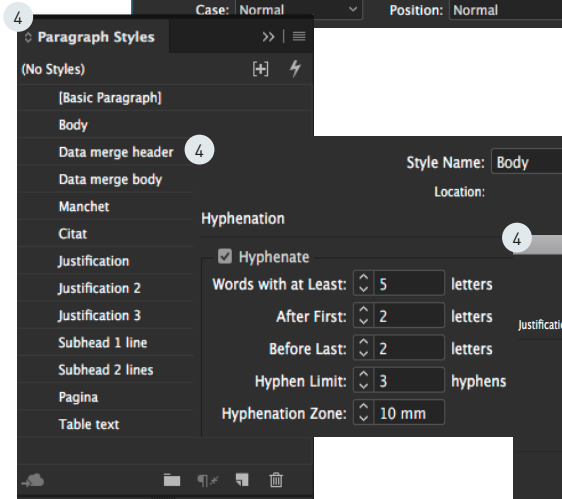 Case: Normal Position: Normal
4
Paragraph Styles
(No Styles)
[Basic Paragraph]
Body
Data merge header
4
Data merge body
Manchet
Citat
Justification
Justification 2
Justification 3
Subhead 1 line
Subhead 2 lines
Pagina
Table text
Style Name: Body
Location:
Hyphenation
4
Hyphenate
Words with at Least: 5 letters
After First: 2 letters
Before Last: 2 letters
Hyphen Limit: 3 hyphens
Hyphenation Zone: 10 mm
Justificati